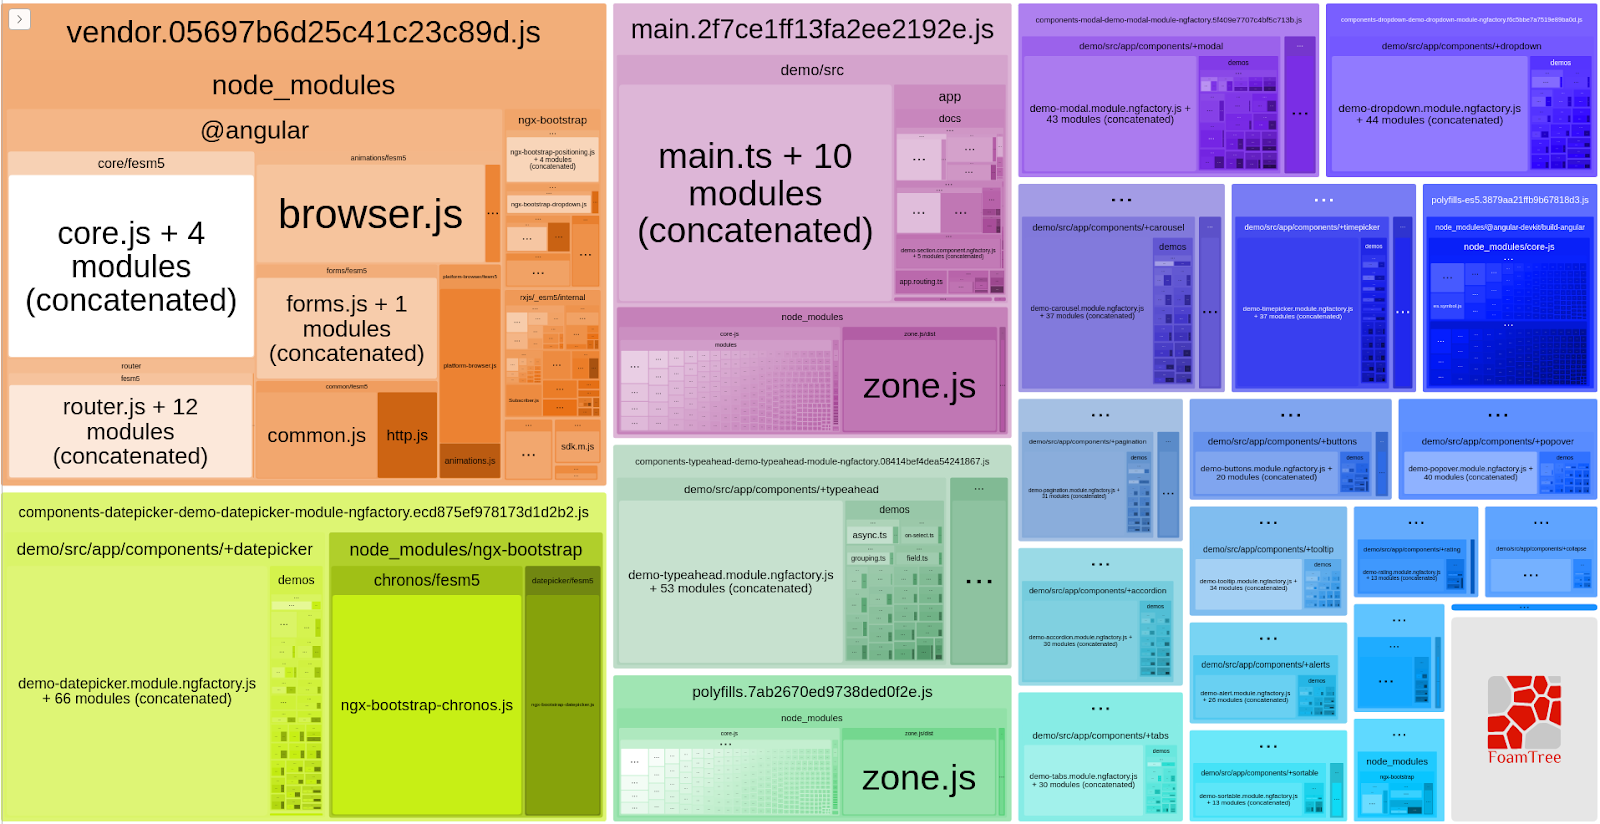 vendor.05697b6d25c41c23c89d.js
node_modules
@angular
core/fesm5
core.js + 4
modules
(concatenated)
router
fesm5
router.js + 12
modules
(concatenated)
animations/fesm5
browser.js
...
forms/fesm5
forms.js + 1
modules
(concatenated)
common/fesm5
common.js
http.js
platform-browser/fesm5
platform-browser.js
animations.js
ngx-bootstrap
ngx-bootstrap-positioning.js
+ 4 modules
(concatenated)
ngx-bootstrap-dropdown.js
rxjs/_esm5/internal
Subscriber.js
sdk.m.js
components-datepicker-demo-datepicker-module-ngfactory.ecd875ef978173d1d2b2.js
demo/src/app/components/+datepicker
demos
demo-datepicker.module.ngfactory.js
+ 66 modules (concatenated)
node_modules/ngx-bootstrap
chronos/fesm5
ngx-bootstrap-chronos.js
datepicker/fesm5
ngx-bootstrap-datepicker.js
main.2f7ce1ff13fa2ee2192e.js
demo/src
main.ts + 10
modules
(concatenated)
app
docs
demo-section.component.ngfactory.js
+ 5 modules (concatenated)
app.routing.ts
node_modules
core-js
modules
zone.js/dist
zone.js
components-typeahead-demo-typeahead-module-ngfactory.08414bef4dea54241867.js
demo/src/app/components/+typeahead
demo-typeahead.module.ngfactory.js
+ 53 modules (concatenated)
demos
async.ts
on-select.ts
grouping.ts
field.ts
...
polyfills.7ab2670ed9738ded0f2e.js
node_modules
core-js
zone.js/dist
zone.js
components-modal-demo-modal-module-ngfactory.5f409e7707c4bf5c713b.js
demo/src/app/components/+modal
demos
demo-modal.module.ngfactory.js +
43 modules (concatenated)
...
demo/src/app/components/+dropdown
demos
demo-dropdown.module.ngfactory.js
+ 44 modules (concatenated)
...
demo/src/app/components/+carousel
demos
demo-carousel.module.ngfactory.js
+ 37 modules (concatenated)
...
demo/src/app/components/+timepicker
demos
demo-timepicker.module.ngfactory.js
+ 37 modules (concatenated)
polyfills-es5.3879aa21ffb9b67818d3.js
node_modules/@angular-devkit/build-angular
node_modules/core-js
es.symbol.js
...
demo/src/app/components/+pagination
demos
demo-pagination.module.ngfactory.js +
31 modules (concatenated)
...
demo/src/app/components/+buttons
demos
demo-buttons.module.ngfactory.js +
20 modules (concatenated)
...
demo/src/app/components/+popover
demos
demo-popover.module.ngfactory.js +
40 modules (concatenated)
...
demo/src/app/components/+accordion
demos
demo-accordion.module.ngfactory.js +
30 modules (concatenated)
...
demo/src/app/components/+tooltip
demos
demo-tooltip.module.ngfactory.js +
34 modules (concatenated)
...
demo/src/app/components/+rating
demos
demo-rating.module.ngfactory.js
+ 13 modules (concatenated)
...
demo/src/app/components/+collapse
...
demo/src/app/components/+alerts
demos
demo-alert.module.ngfactory.js
+ 26 modules (concatenated)
...
demo/src/app/components/+tabs
demos
demo-tabs.module.ngfactory.js
+ 30 modules (concatenated)
...
demo/src/app/components/+sortable
demo-sortable.module.ngfactory.js
+ 13 modules (concatenated)
...
node_modules
ngx-bootstrap
FoamTree